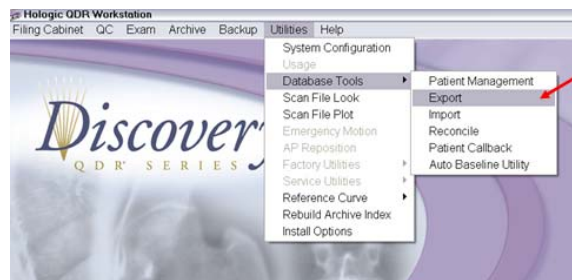 Hologic QDR Workstation
Filing Cabinet QC Exam Archive Backup Utilities Help
System Configuration
Usage
Database Tools
Scan File Look
Scan File Plot
Emergency Motion
AP Reposition
Factory Utilities
Service Utilities
Reference Curve
Rebuild Archive Index
Install Options
Patient Management
Export
Import
Reconcile
Patient Callback
Auto Baseline Utility
Discovery
QDR® SERIES